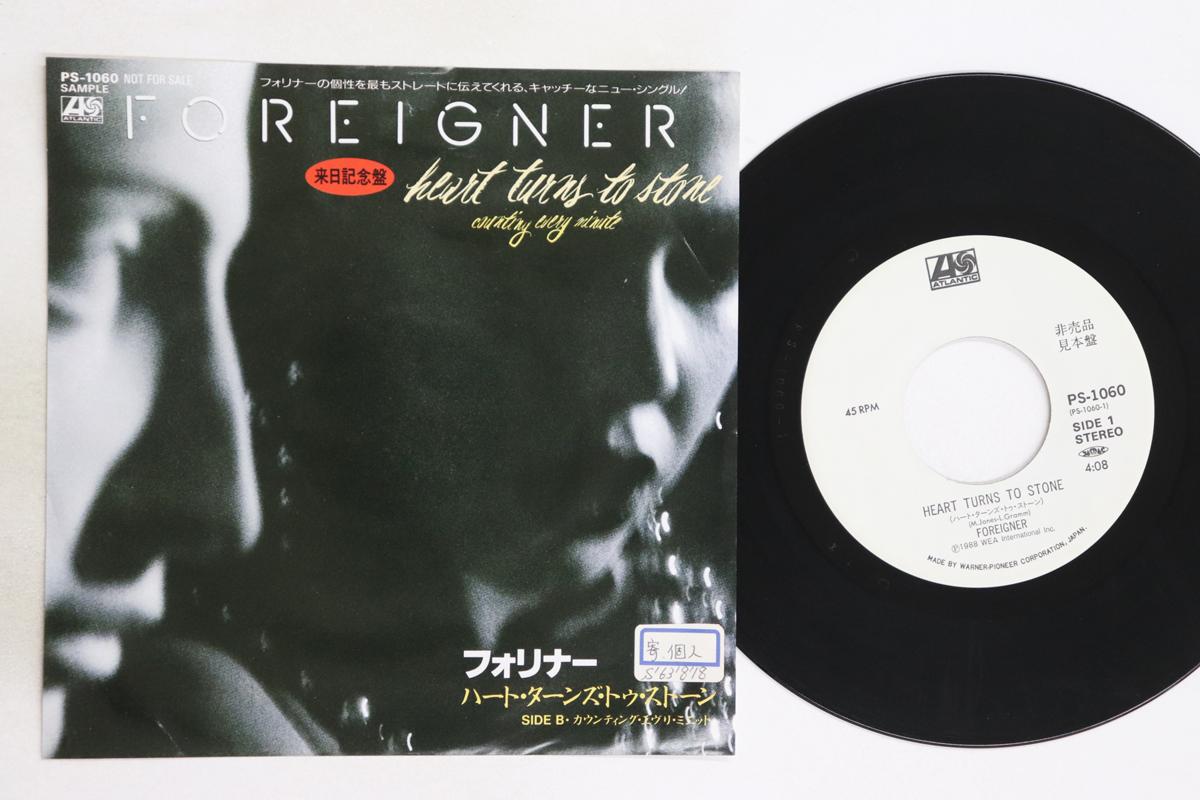 PS-1060 NOT FOR SALE
SAMPLE
フォリナーの個性を最もストレートに伝えてくれる、キャッチーなニュー・シングル!
ATLANTIC
FOREIGNER
来日記念盤
heart turns to stone
counting every minute
フォリナー
ハート・ターンズ・トゥ・ストーン
SIDE B・カウンティング・エヴリ・ミニット
寄.個人
S'63'8'18
ATLANTIC
非売品
見本盤
45 RPM
PS-1060
(PS-1060-1)
SIDE 1
STEREO
4:08
HEART TURNS TO STONE
(ハート・ターンズ・トゥ・ストーン)
(M.Jones-L.Gramm)
FOREIGNER
Ⓟ1988 WEA International Inc.
MADE BY WARNER-PIONEER CORPORATION, JAPAN.